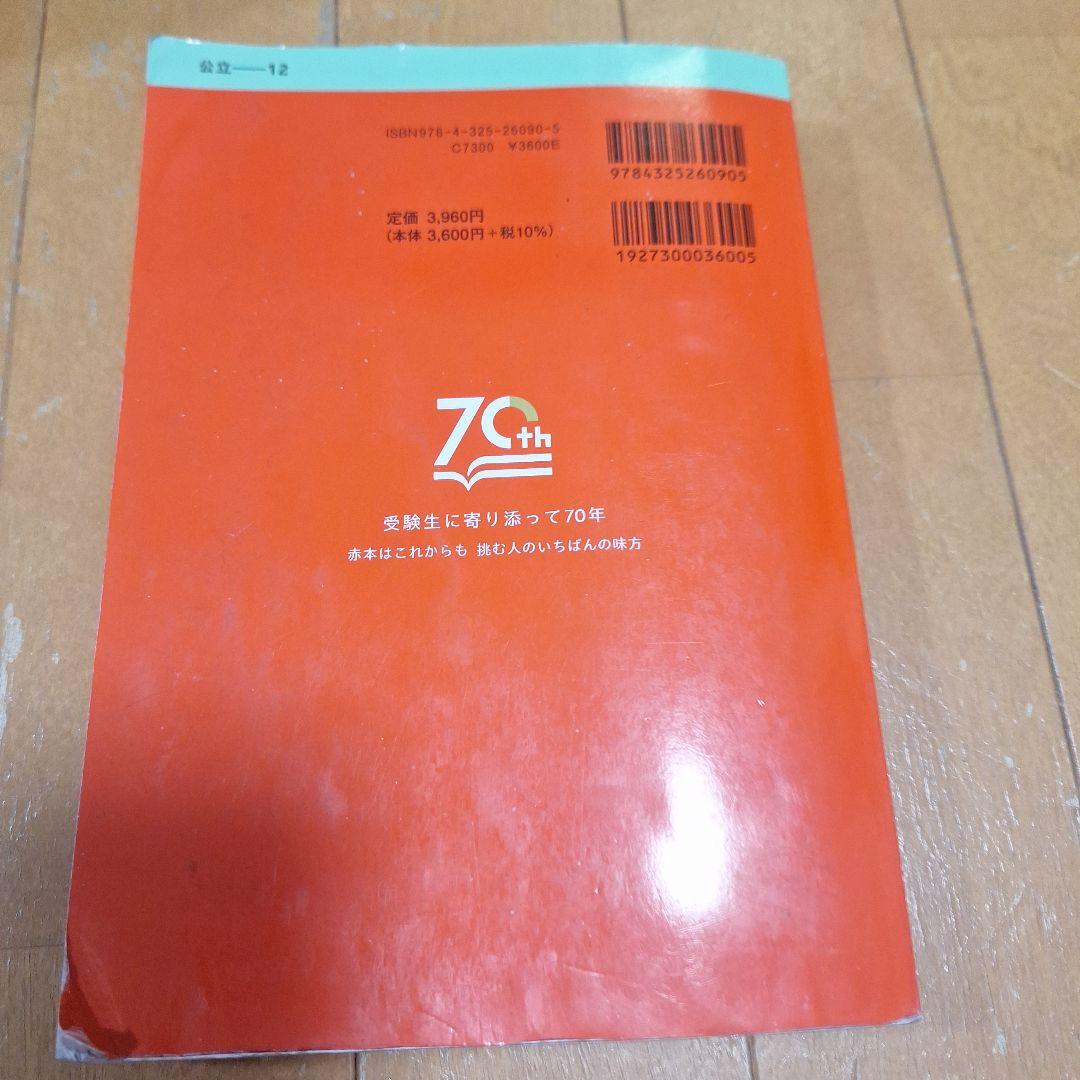 公立――12
ISBN978-4-325-26090-5
C7300 ¥3600E
9784325260905
定価 3,960円
(本体 3,600円+税10%)
1927300036005
70th
受験生に寄り添って70年
赤本はこれからも 挑む人のいちばんの味方